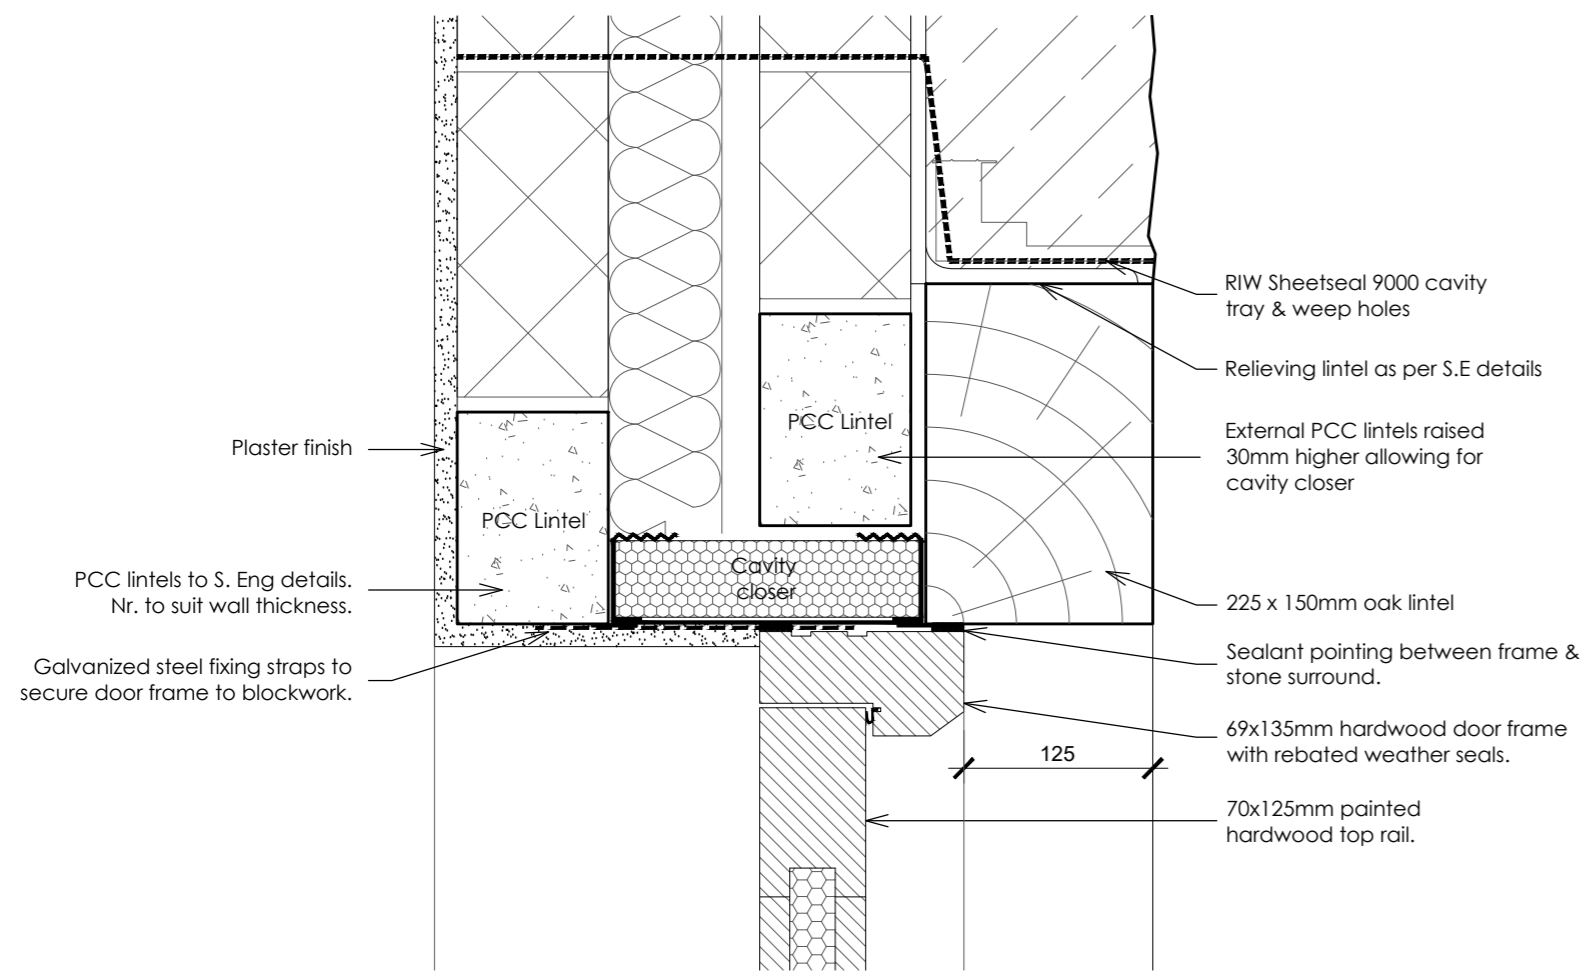 Plaster finish
PCC lintels to S. Eng details.
Nr. to suit wall thickness.
Galvanized steel fixing straps to
secure door frame to blockwork.
PCC Lintel
PCC Lintel
Cavity
closer
RIW Sheetseal 9000 cavity
tray & weep holes
Relieving lintel as per S.E details
External PCC lintels raised
30mm higher allowing for
cavity closer
225 x 150mm oak lintel
Sealant pointing between frame &
stone surround.
69x135mm hardwood door frame
with rebated weather seals.
125
70x125mm painted
hardwood top rail.